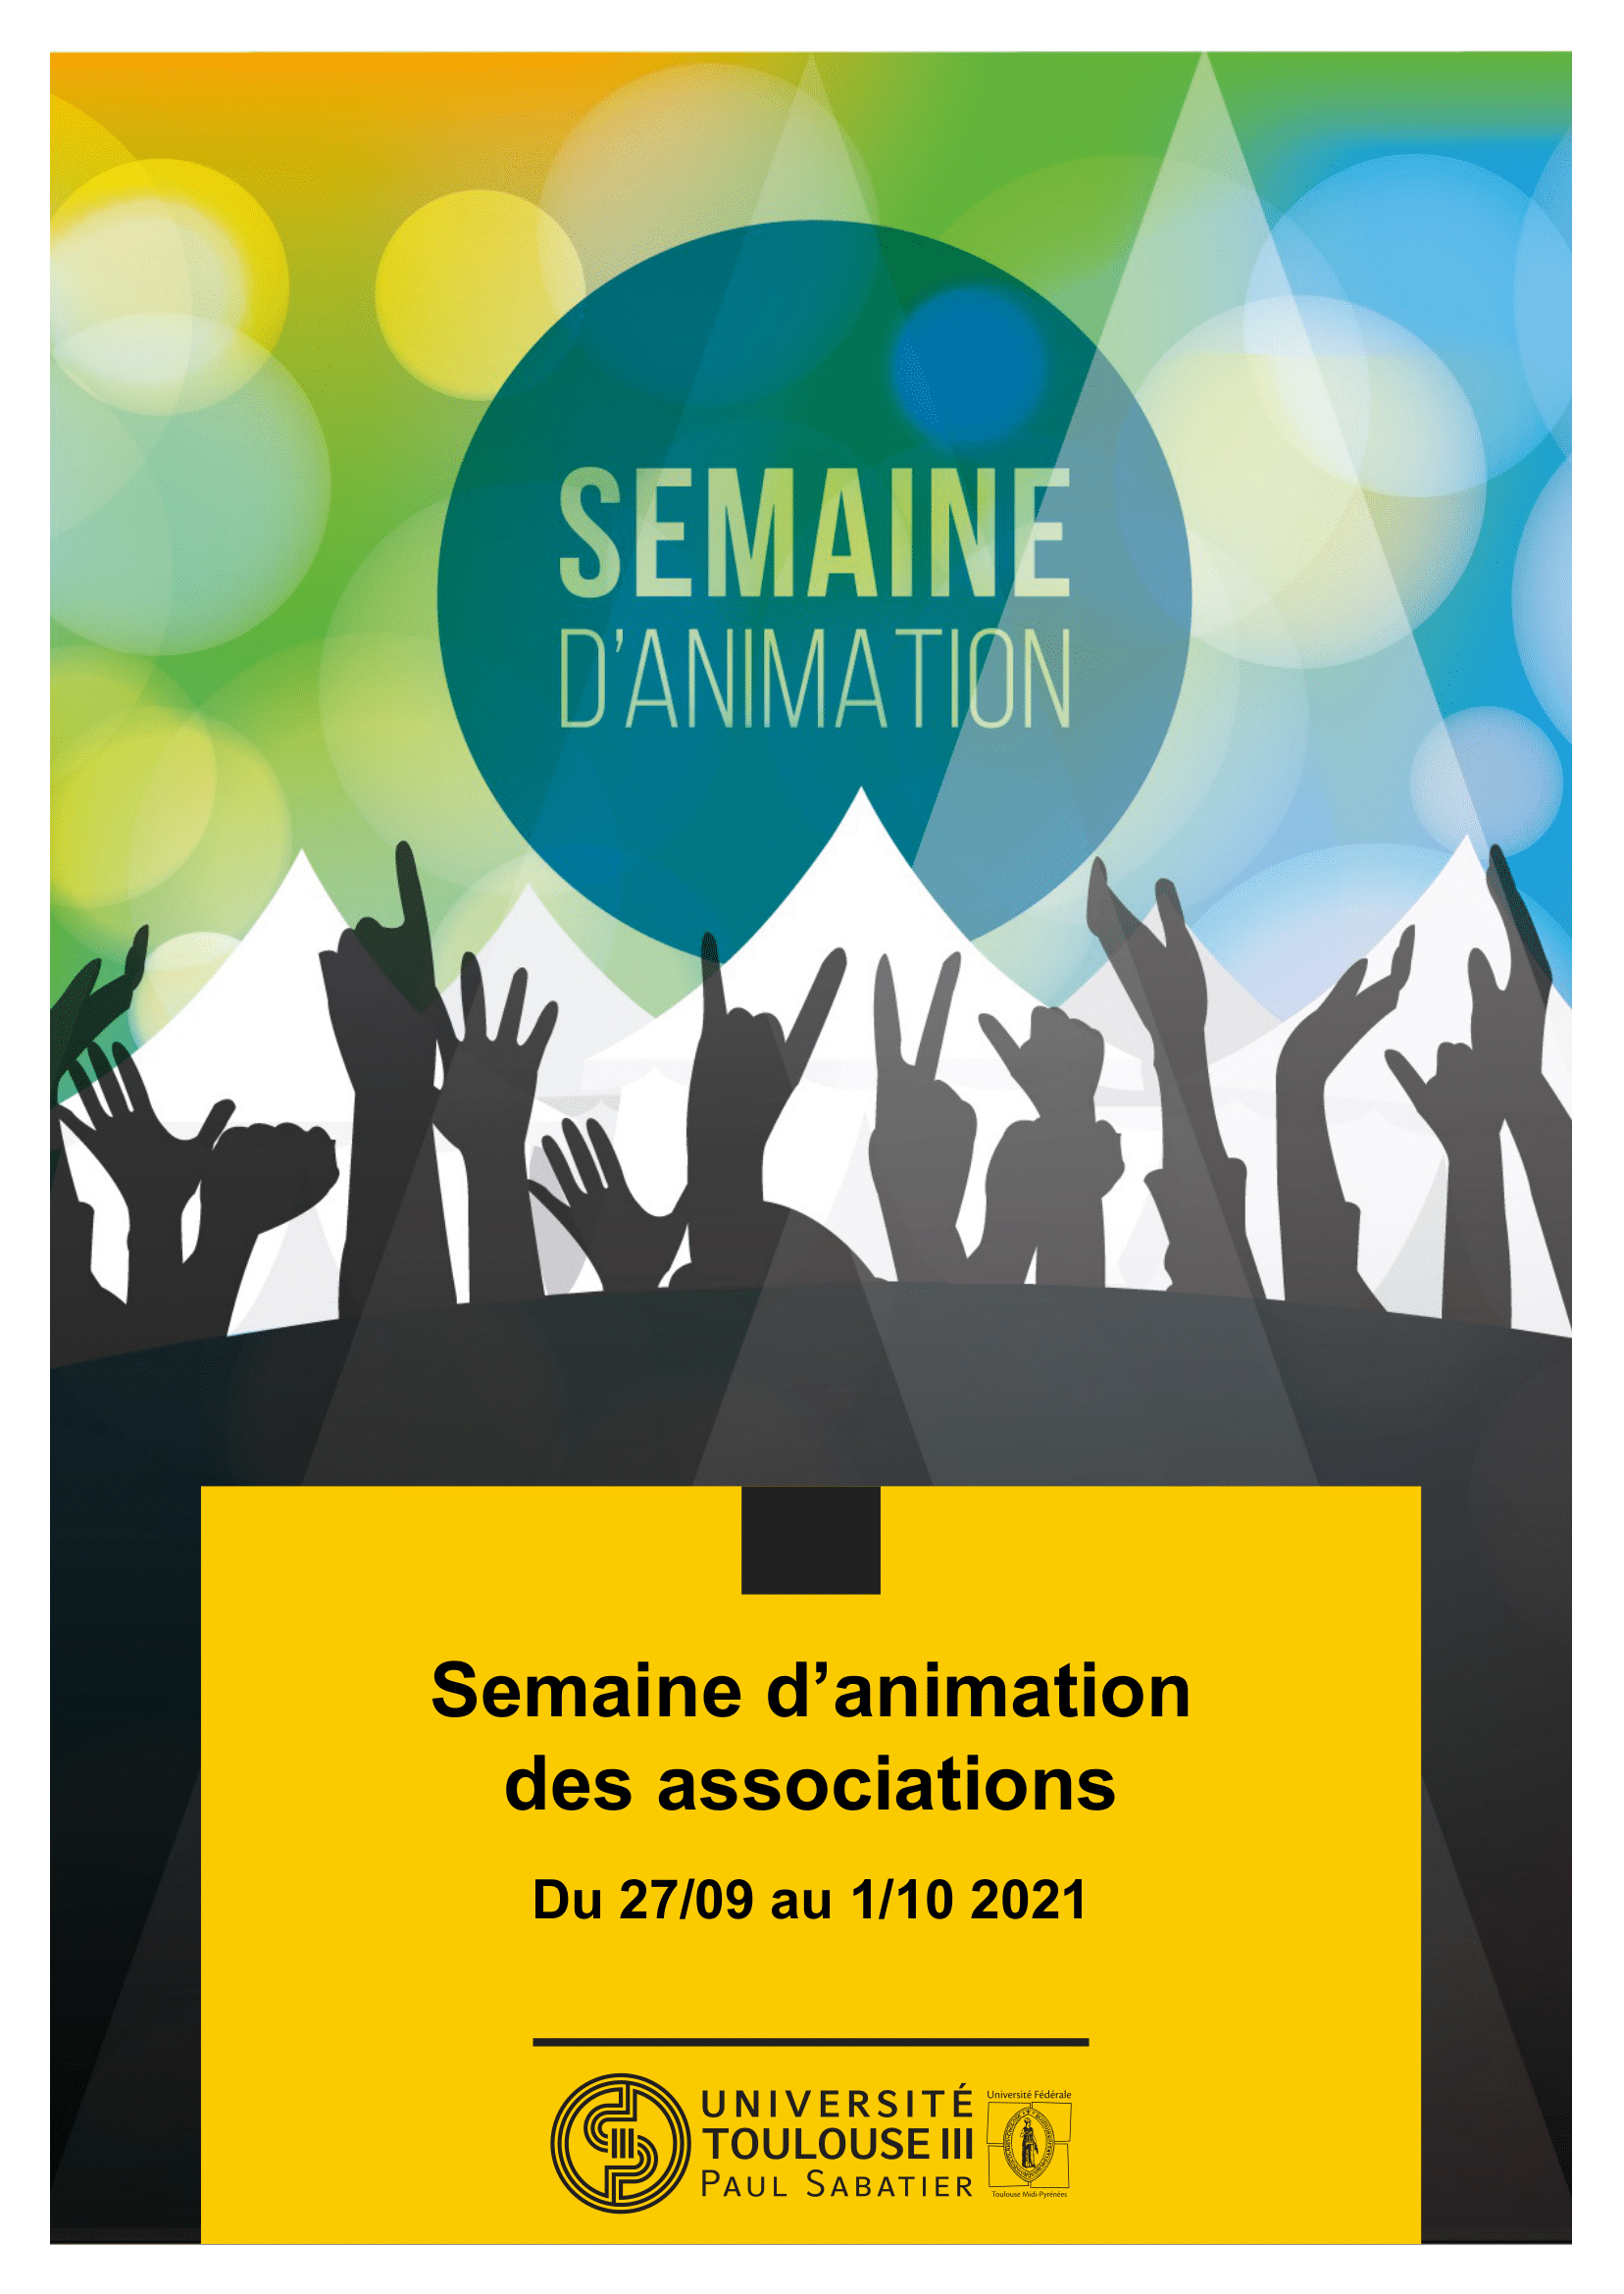 SEMAINE
D'ANIMATION
Semaine d’animation
des associations
Du 27/09 au 1/10 2021
UNIVERSITÉ
TOULOUSE III
PAUL SABATIER
Université Fédérale
Toulouse Midi-Pyrénées